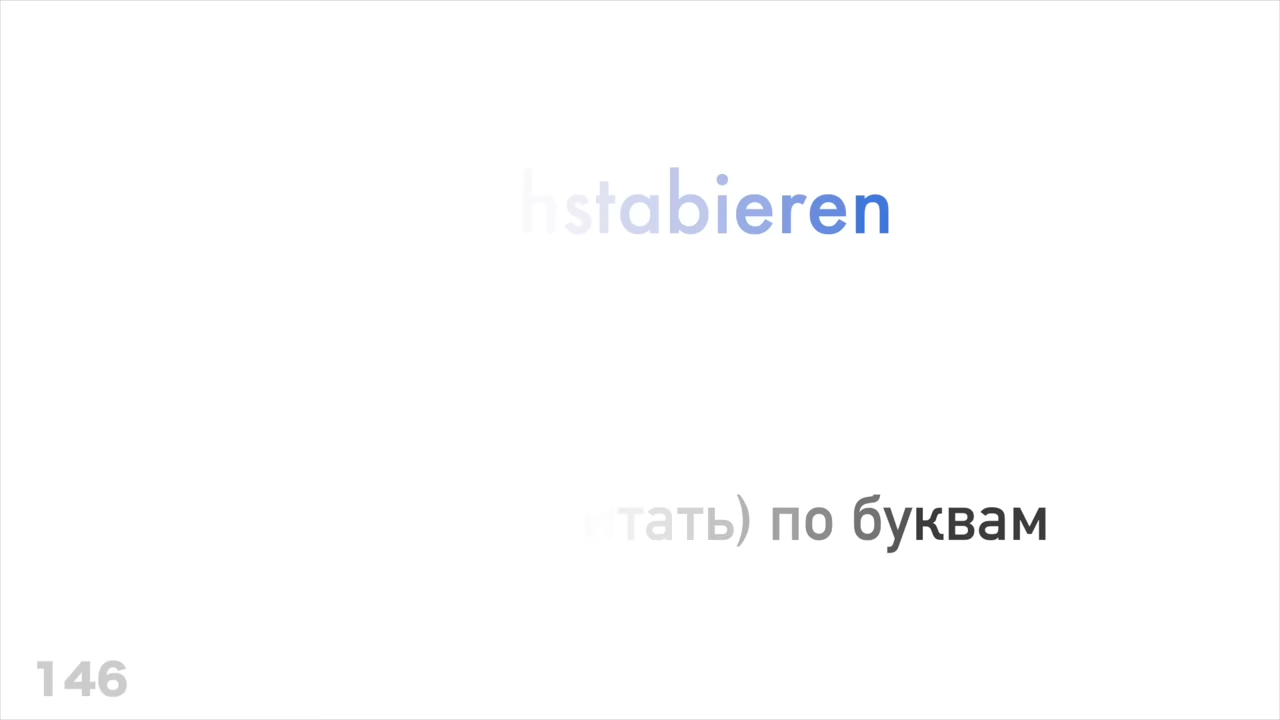 hstabieren
итать) по буквам
146